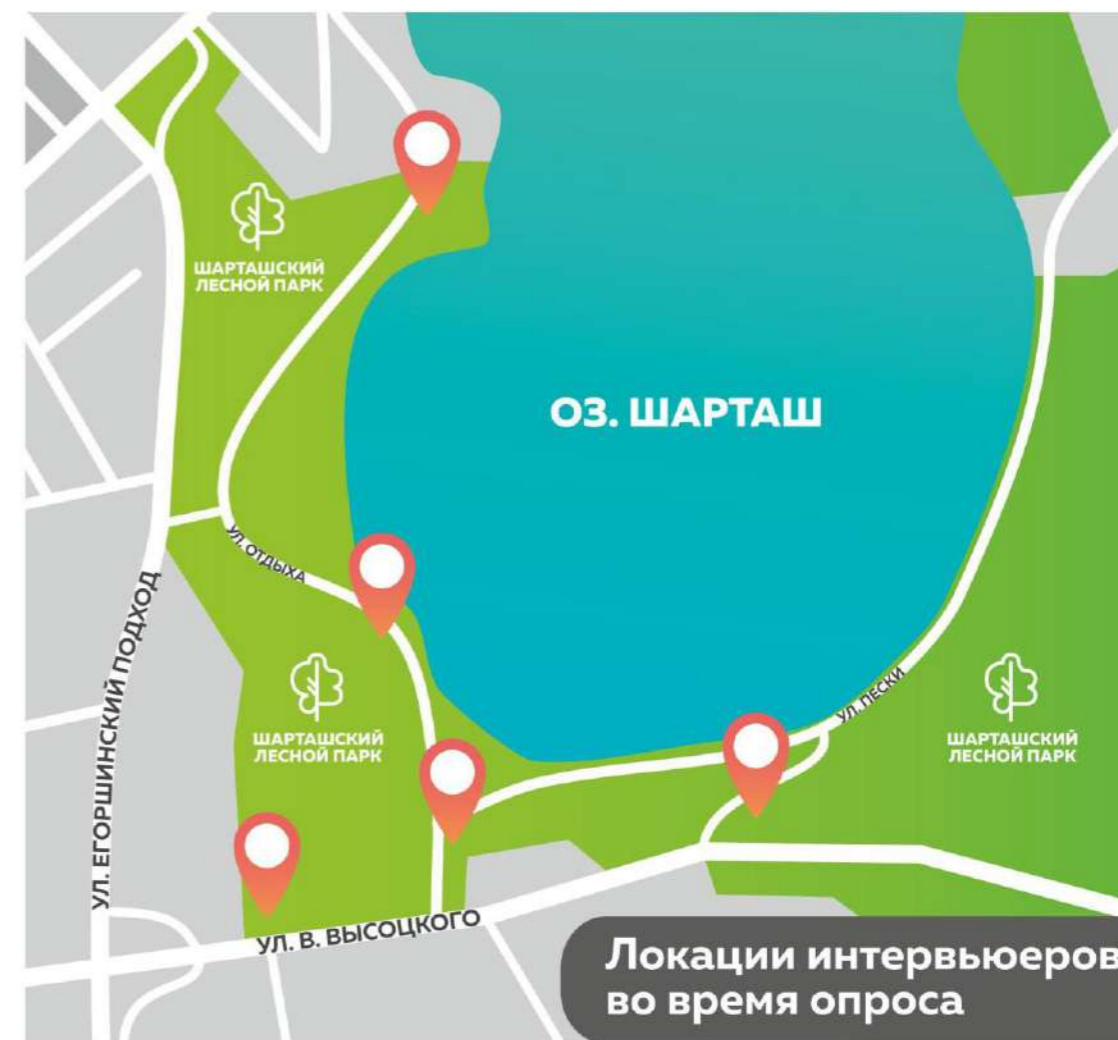 ШАРТАШСКИЙ
ЛЕСНОЙ ПАРК
ОЗ. ШАРТАШ
УЛ. ОТДЫХА
УЛ. ЕГОРШИНСКИЙ ПОДХОД
ШАРТАШСКИЙ
ЛЕСНОЙ ПАРК
УЛ. ПЕСКИ
ШАРТАШСКИЙ
ЛЕСНОЙ ПАРК
УЛ. В. ВЫСОЦКОГО
Локации интервьюеров
во время опроса